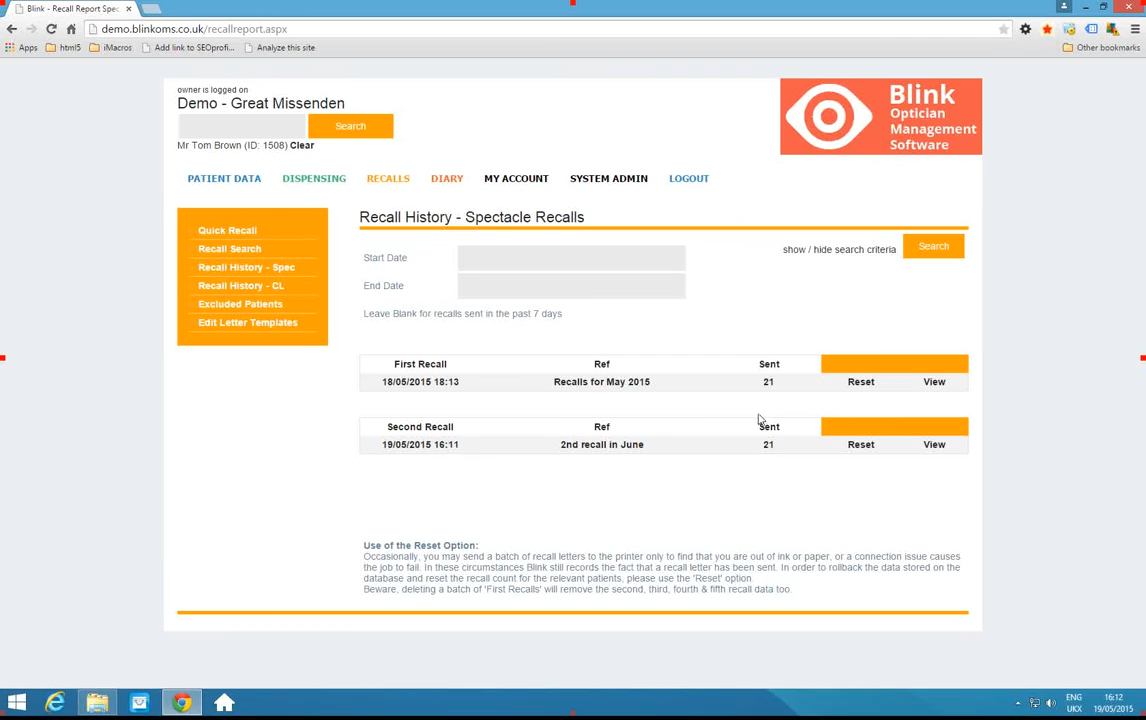 Blink - Recall Report Spec
demo.blinkoms.co.uk/recallreport.aspx
Apps html5 iMacros Add link to SEOprofi... Analyze this site Other bookmarks
owner is logged on
Demo - Great Missenden
Search
Mr Tom Brown (ID: 1508) Clear
Blink
Optician
Management
Software
PATIENT DATA DISPENSING RECALLS DIARY MY ACCOUNT SYSTEM ADMIN LOGOUT
Quick Recall
Recall Search
Recall History - Spec
Recall History - CL
Excluded Patients
Edit Letter Templates
Recall History - Spectacle Recalls
show / hide search criteria Search
Start Date
End Date
Leave Blank for recalls sent in the past 7 days
First Recall Ref Sent
18/05/2015 18:13 Recalls for May 2015 21 Reset View
Second Recall Ref Sent
19/05/2015 16:11 2nd recall in June 21 Reset View
Use of the Reset Option:
Occasionally, you may send a batch of recall letters to the printer only to find that you are out of ink or paper, or a connection issue causes
the job to fail. In these circumstances Blink still records the fact that a recall letter has been sent. In order to rollback the data stored on the
database and reset the recall count for the relevant patients, please use the 'Reset' option.
Beware, deleting a batch of 'First Recalls' will remove the second, third, fourth & fifth recall data too.
ENG
UKX
16:12
19/05/2015